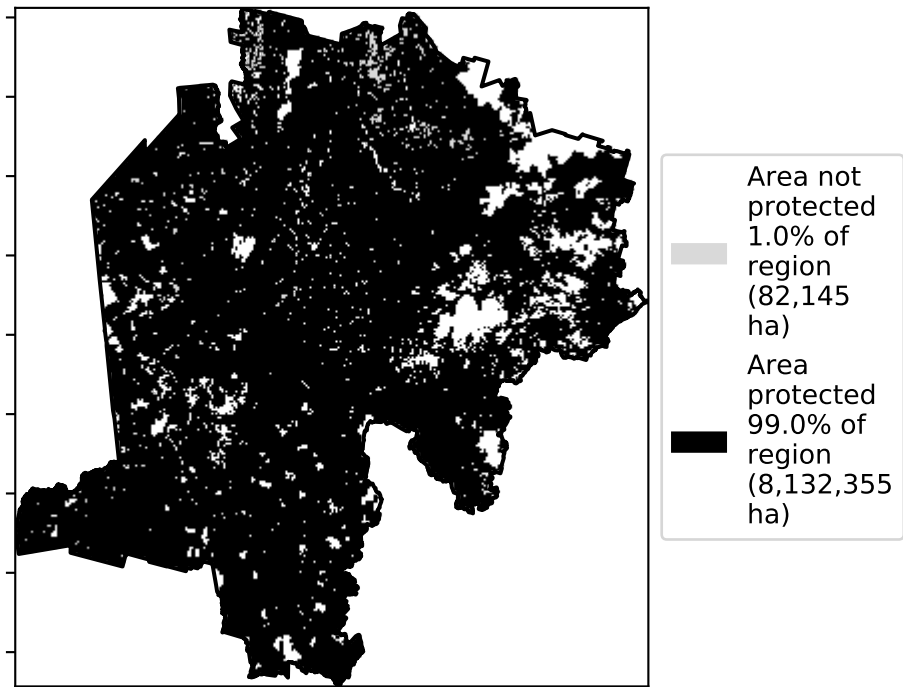 Area not
protected
1.0% of
region
(82,145
ha)
Area
protected
99.0% of
region
(8,132,355
ha)